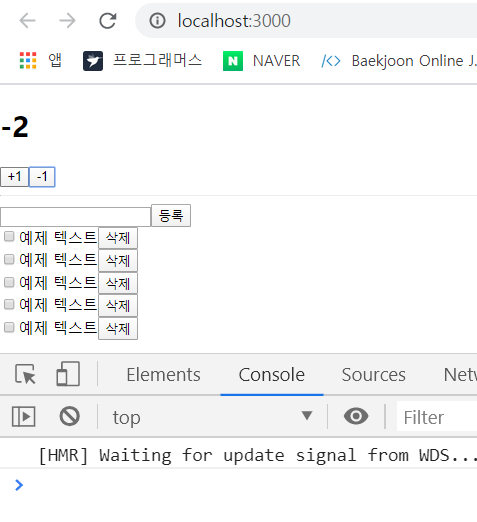 localhost:3000
앱 프로그래머스 N NAVER </> Baekjoon Online J.
-2
+1 -1
등록
예제 텍스트 삭제
예제 텍스트 삭제
예제 텍스트 삭제
예제 텍스트 삭제
예제 텍스트 삭제
Elements Console Sources Netw
top Filter
[HMR] Waiting for update signal from WDS...